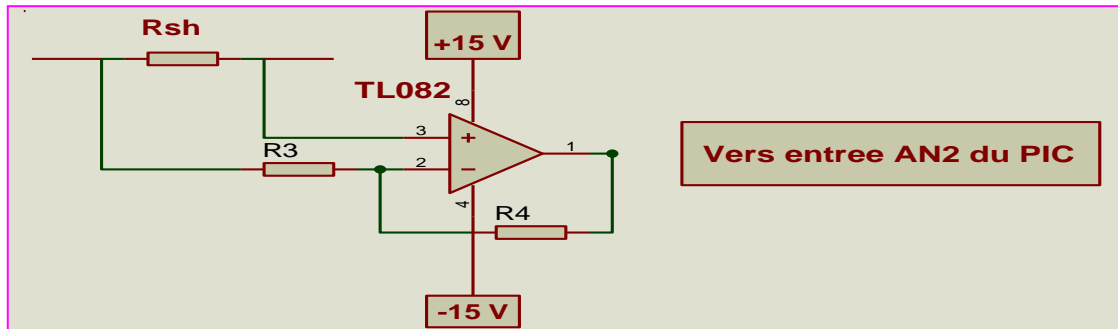 Rsh
+15 V
TL082
8
3
+
1
R3
2
−
4
R4
Vers entree AN2 du PIC
-15 V